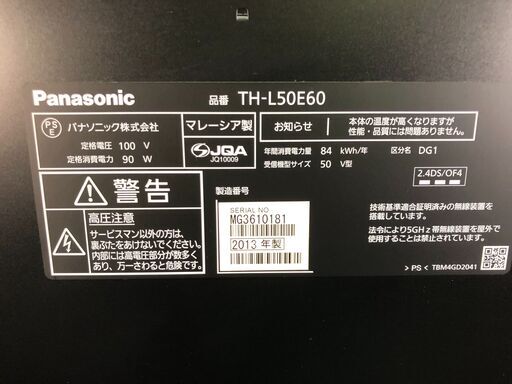 Panasonic
品番 TH-L50E60
PS
E
パナソニック株式会社
定格電圧 100 V
定格消費電力 90 W
マレーシア製
JQA
JQ10009
お知らせ
本体の温度が高くなりますが
性能・品質には問題ありません。
年間消費電力量 84 kWh/年 区分名 DG1
受信機型サイズ 50 V型
2.4DS/OF4
警告
高圧注意
サービスマン以外の方は、
裏ぶたをあけないでください。
内部には高電圧部分が数多く
あり、万一さわると危険です。
製造番号
SERIAL NO
MG3610181
2013 年製
技術基準適合証明済みの無線装置を
搭載しています。
法令により5GHz帯無線装置を屋外で
使用することは禁止されています。
> PS < TBM4GD2041